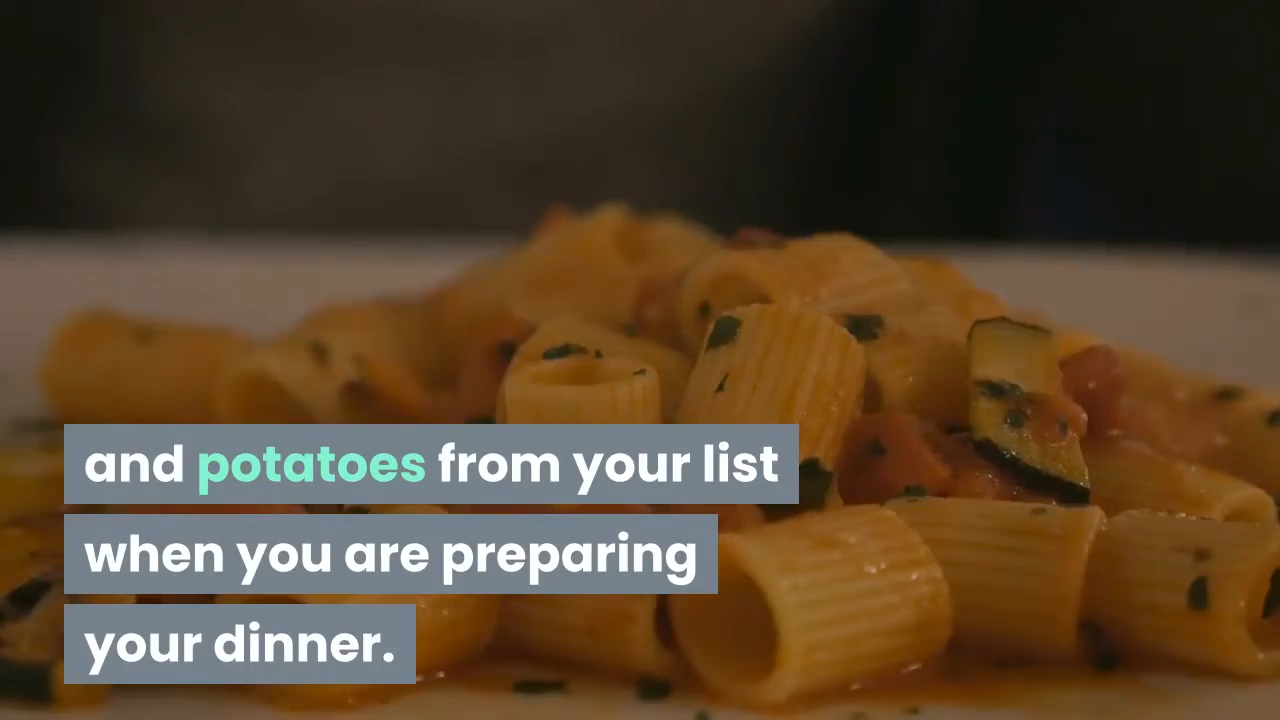 and potatoes from your list
when you are preparing
your dinner.